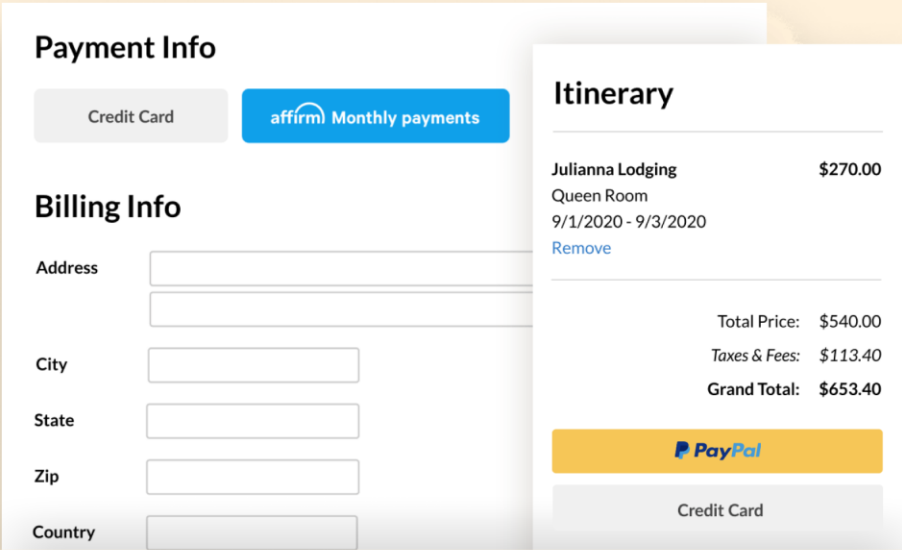 Payment Info
Credit Card
affirm Monthly payments
Billing Info
Address
City
State
Zip
Country
Itinerary
Julianna Lodging $270.00
Queen Room
9/1/2020 - 9/3/2020
Remove
Total Price: $540.00
Taxes & Fees: $113.40
Grand Total: $653.40
PayPal
Credit Card